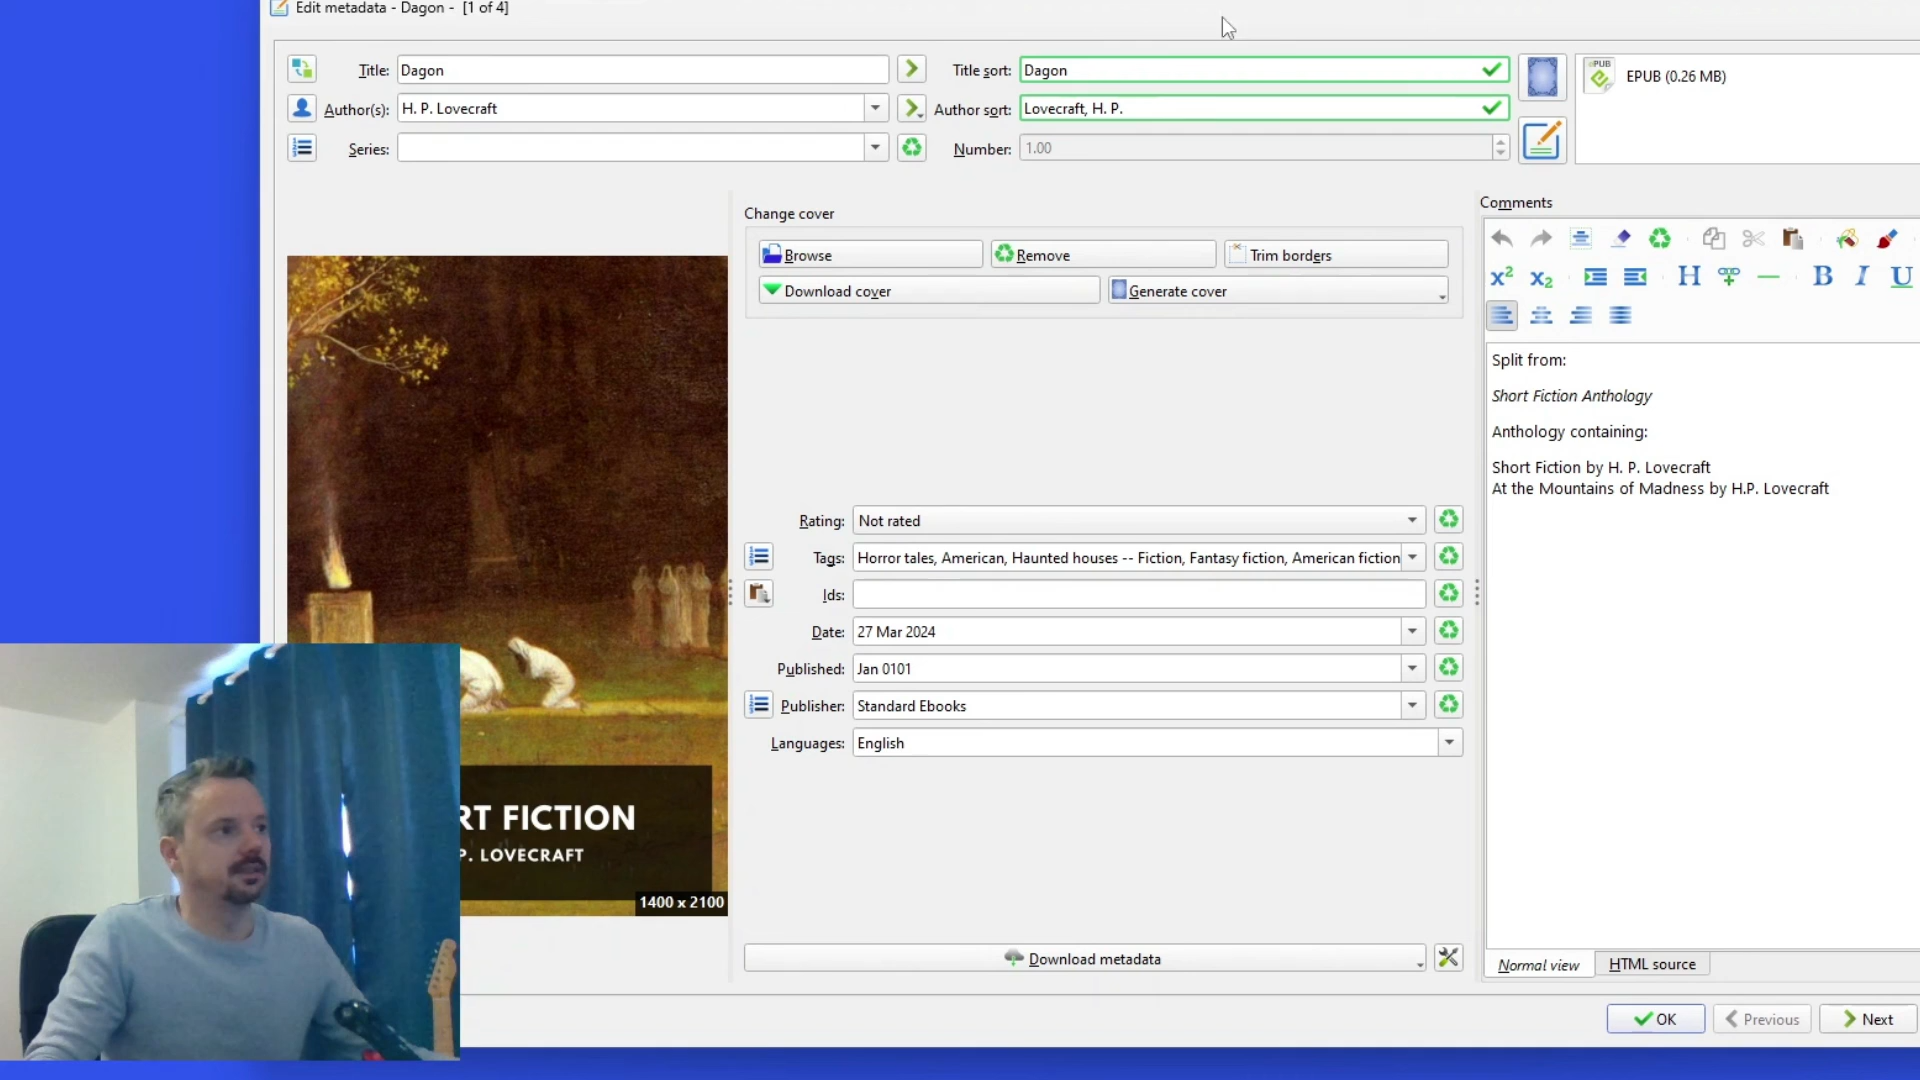 Edit metadata - Dagon -  [1 of 4]
Title: Dagon
Title sort: Dagon
EPUB (0.26 MB)
Author(s): H. P. Lovecraft
Author sort: Lovecraft, H. P.
Series:
Number: 1.00
Change cover
Browse
Remove
Trim borders
Download cover
Generate cover
Comments
Split from:
Short Fiction Anthology
Anthology containing:
Short Fiction by H. P. Lovecraft
At the Mountains of Madness by H.P. Lovecraft
Rating: Not rated
Tags: Horror tales, American, Haunted houses -- Fiction, Fantasy fiction, American fiction
Ids:
Date: 27 Mar 2024
Published: Jan 0101
Publisher: Standard Ebooks
Languages: English
RT FICTION
P. LOVECRAFT
1400 x 2100
Download metadata
Normal view
HTML source
OK
Previous
Next